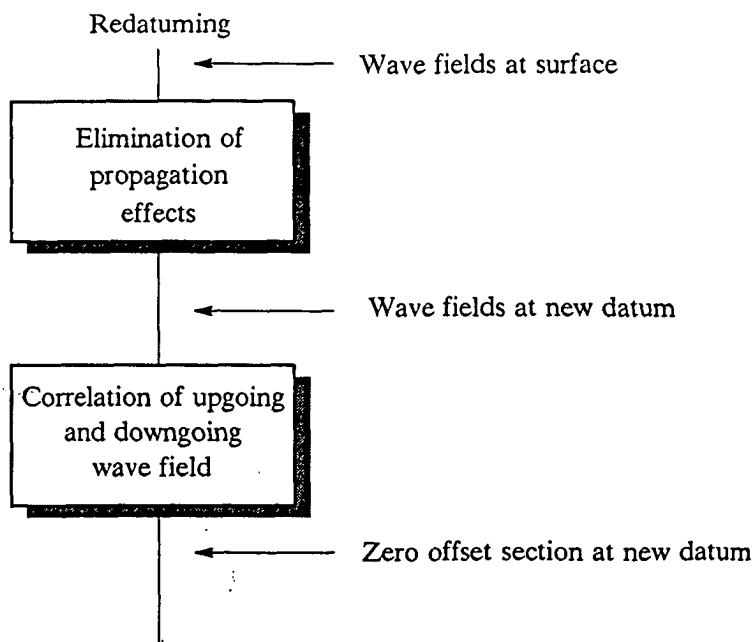 Redatuming
Wave fields at surface
Elimination of
propagation
effects
Wave fields at new datum
Correlation of upgoing
and downgoing
wave field
Zero offset section at new datum